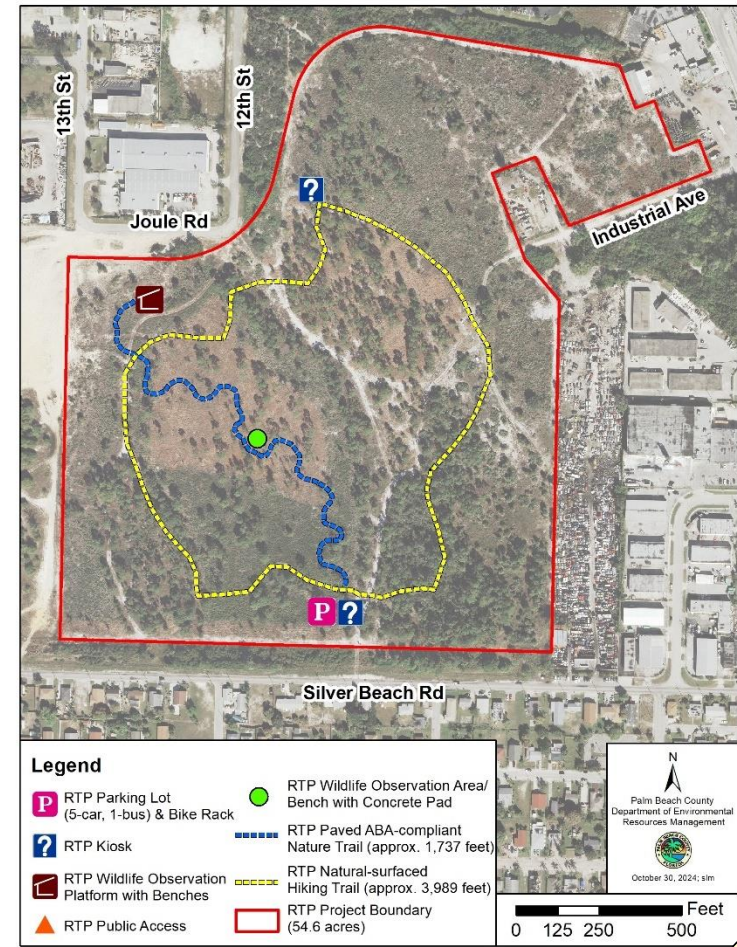 13th St
12th St
Joule Rd
?
Industrial Ave
P ?
Silver Beach Rd
Legend
P RTP Parking Lot
(5-car, 1-bus) & Bike Rack
? RTP Kiosk
RTP Wildlife Observation
Platform with Benches
RTP Public Access
RTP Wildlife Observation Area/
Bench with Concrete Pad
RTP Paved ABA-compliant
Nature Trail (approx. 1,737 feet)
RTP Natural-surfaced
Hiking Trail (approx. 3,989 feet)
RTP Project Boundary
(54.6 acres)
N
Palm Beach County
Department of Environmental
Resources Management
PALM BEACH COUNTY
FLORIDA
October 30, 2024; slm
Feet
0 125 250 500